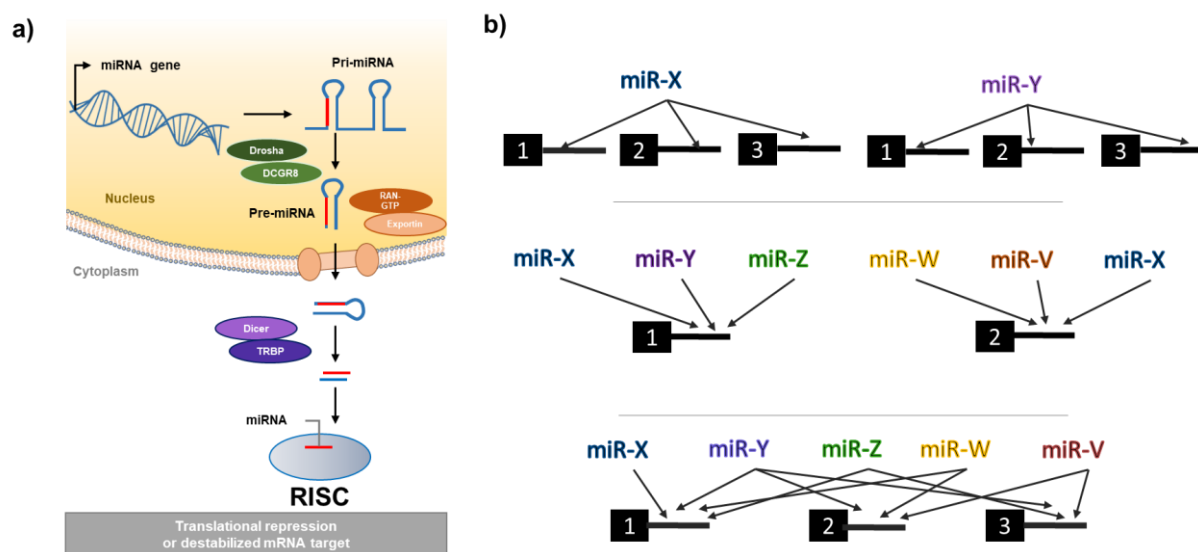 a)
miRNA gene
Pri-miRNA
Drosha
DCGR8
Nucleus
Pre-miRNA
RAN-
GTP
Exportin
Cytoplasm
Dicer
TRBP
miRNA
RISC
Translational repression
or destabilized mRNA target
b)
miR-X miR-Y
1 2 3 1 2 3
miR-X miR-Y miR-Z miR-W miR-V miR-X
1 2
miR-X miR-Y miR-Z miR-W miR-V
1 2 3